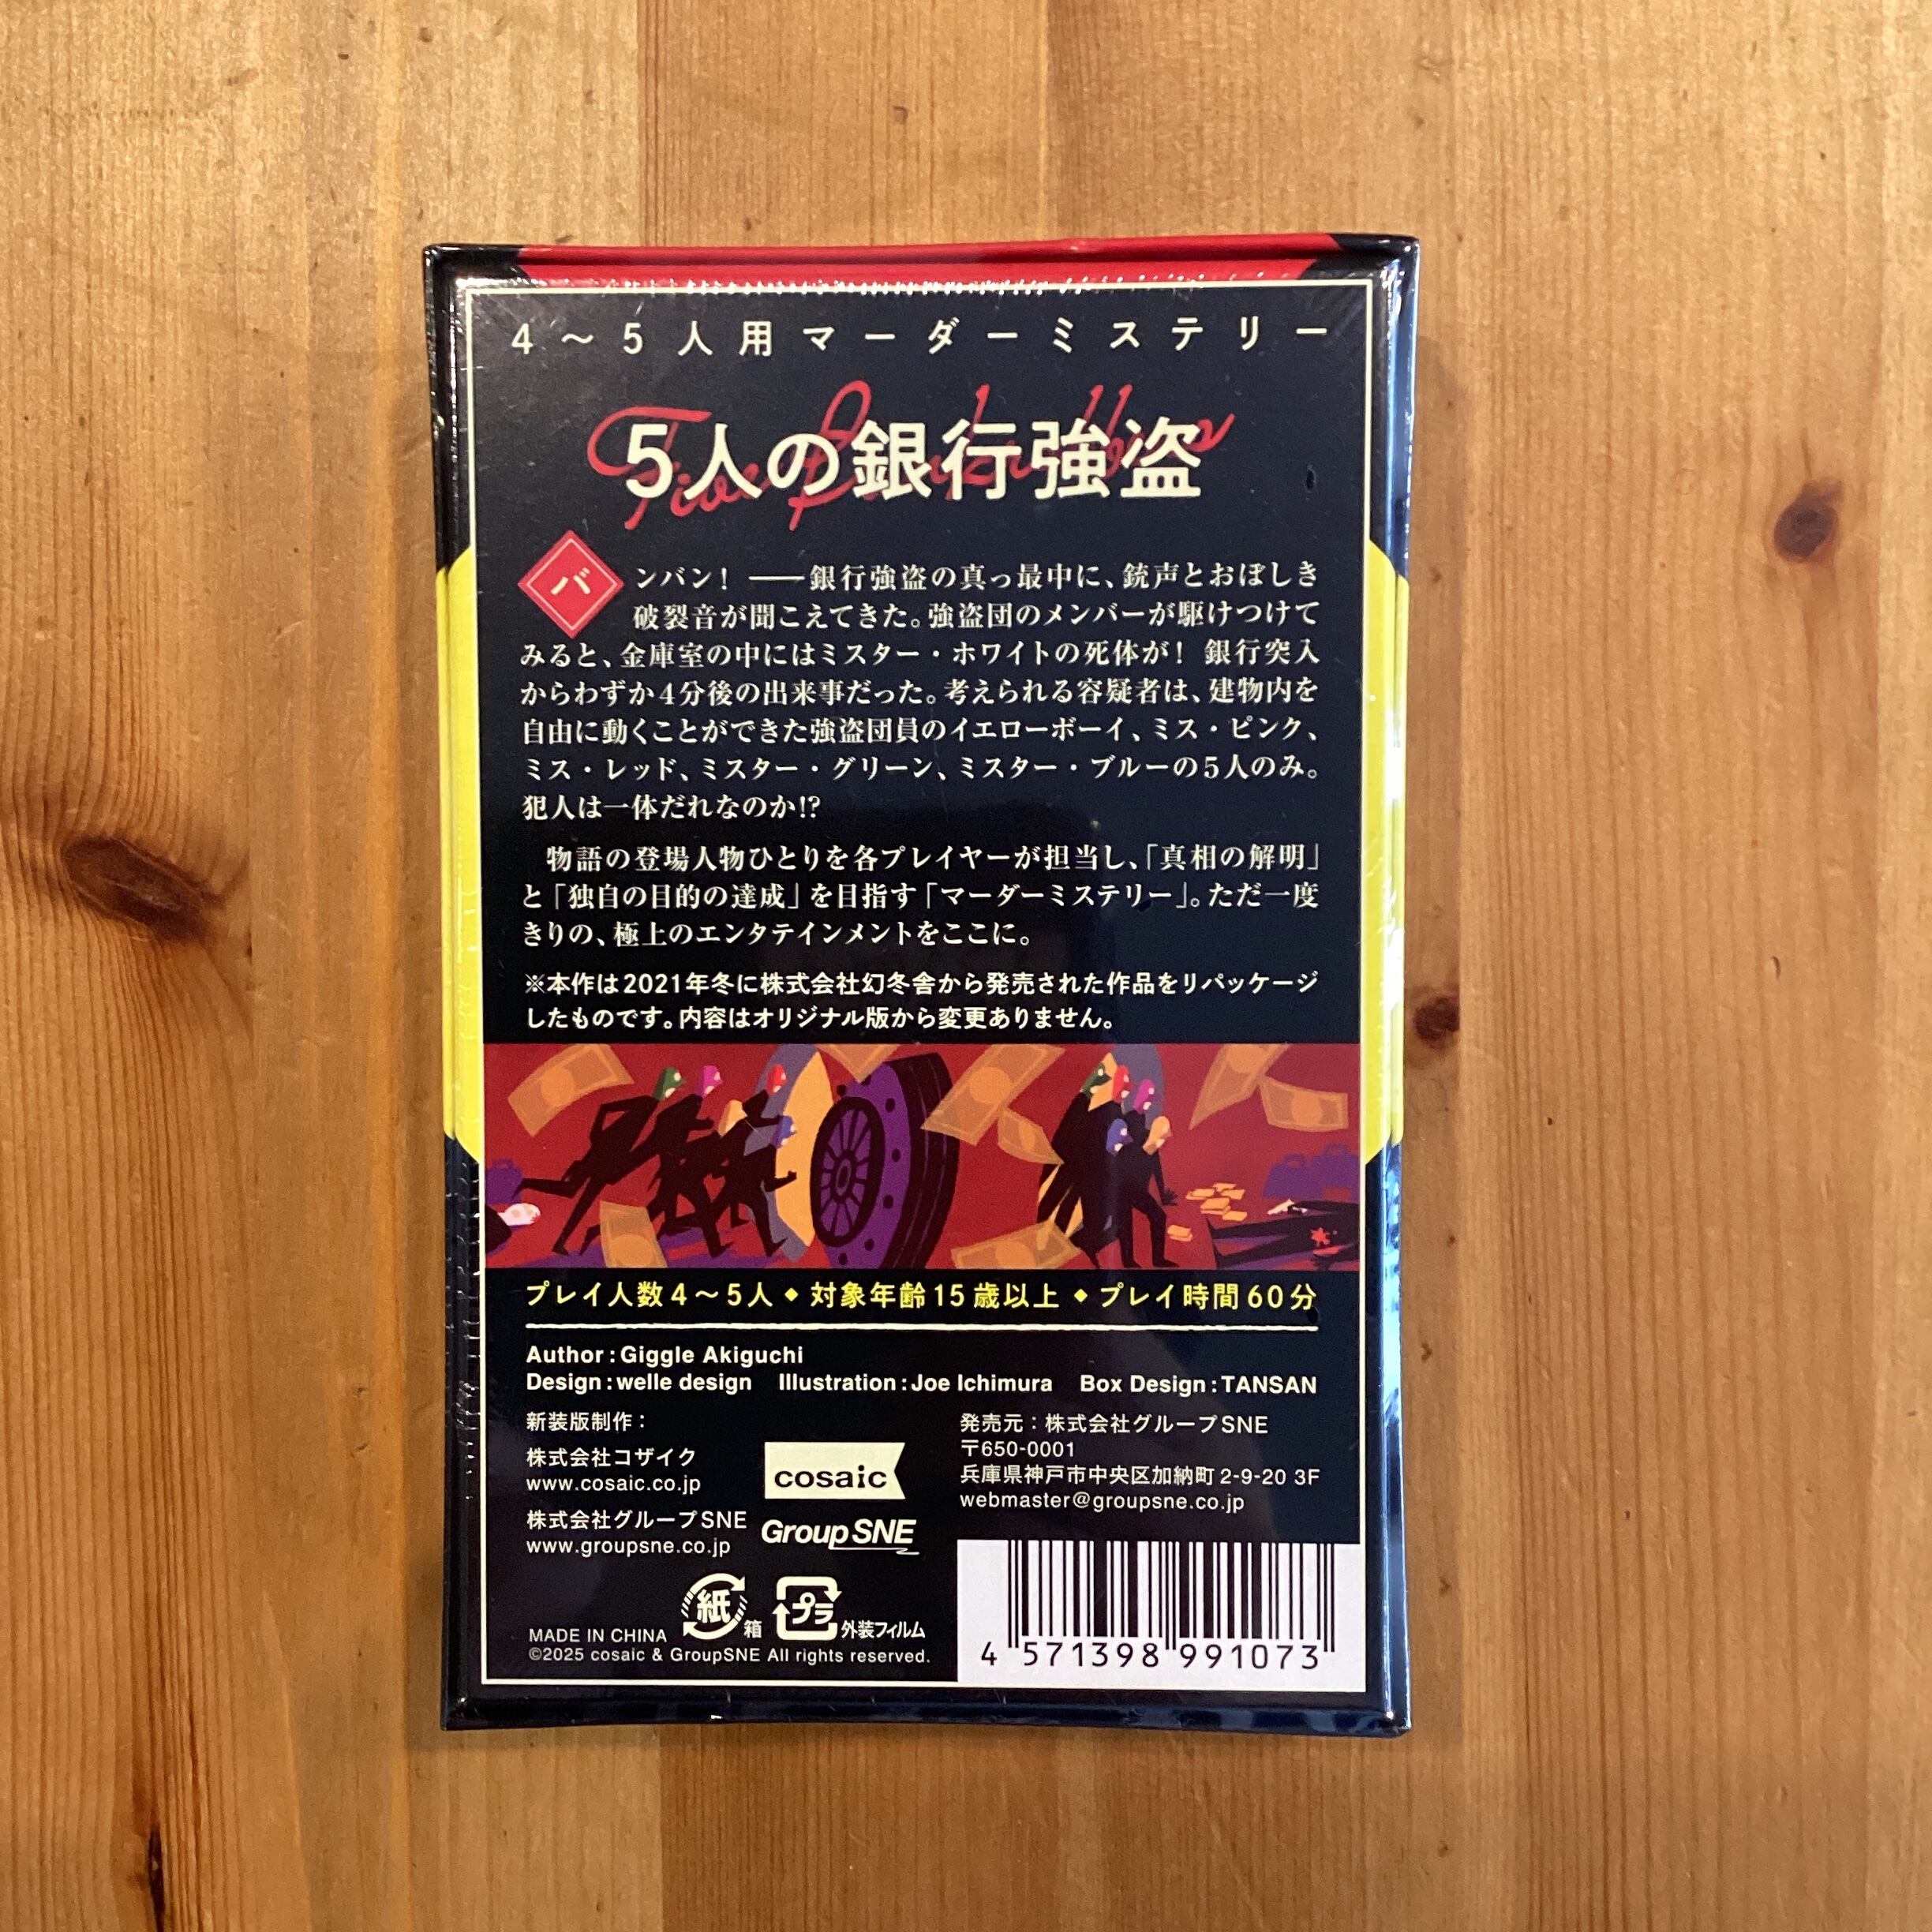 4～5人用マーダーミステリー
5人の銀行強盗
バンバン！――銀行強盗の真っ最中に、銃声とおぼしき
破裂音が聞こえてきた。強盗団のメンバーが駆けつけて
みると、金庫室の中にはミスター・ホワイトの死体が！ 銀行突入
からわずか4分後の出来事だった。考えられる容疑者は、建物内を
自由に動くことができた強盗団員のイエローボーイ、ミス・ピンク、
ミス・レッド、ミスター・グリーン、ミスター・ブルーの5人のみ。
犯人は一体だれなのか!?
物語の登場人物ひとりを各プレイヤーが担当し、「真相の解明」
と「独自の目的の達成」を目指す「マーダーミステリー」。ただ一度
きりの、極上のエンタテインメントをここに。
※本作は2021年冬に株式会社幻冬舎から発売された作品をリパッケージ
したものです。内容はオリジナル版から変更ありません。
プレイ人数4～5人◆対象年齢15歳以上◆プレイ時間60分
Author：Giggle Akiguchi
Design：welle design Illustration：Joe Ichimura Box Design：TANSAN
新装版制作：
株式会社コザイク
www.cosaic.co.jp
cosaic
株式会社グループSNE
www.groupsne.co.jp
Group SNE
発売元：株式会社グループSNE
〒650-0001
兵庫県神戸市中央区加納町2-9-20 3F
webmaster@groupsne.co.jp
紙 箱
プラ 外装フィルム
MADE IN CHINA
©2025 cosaic & GroupSNE All rights reserved.
4 571398 991073